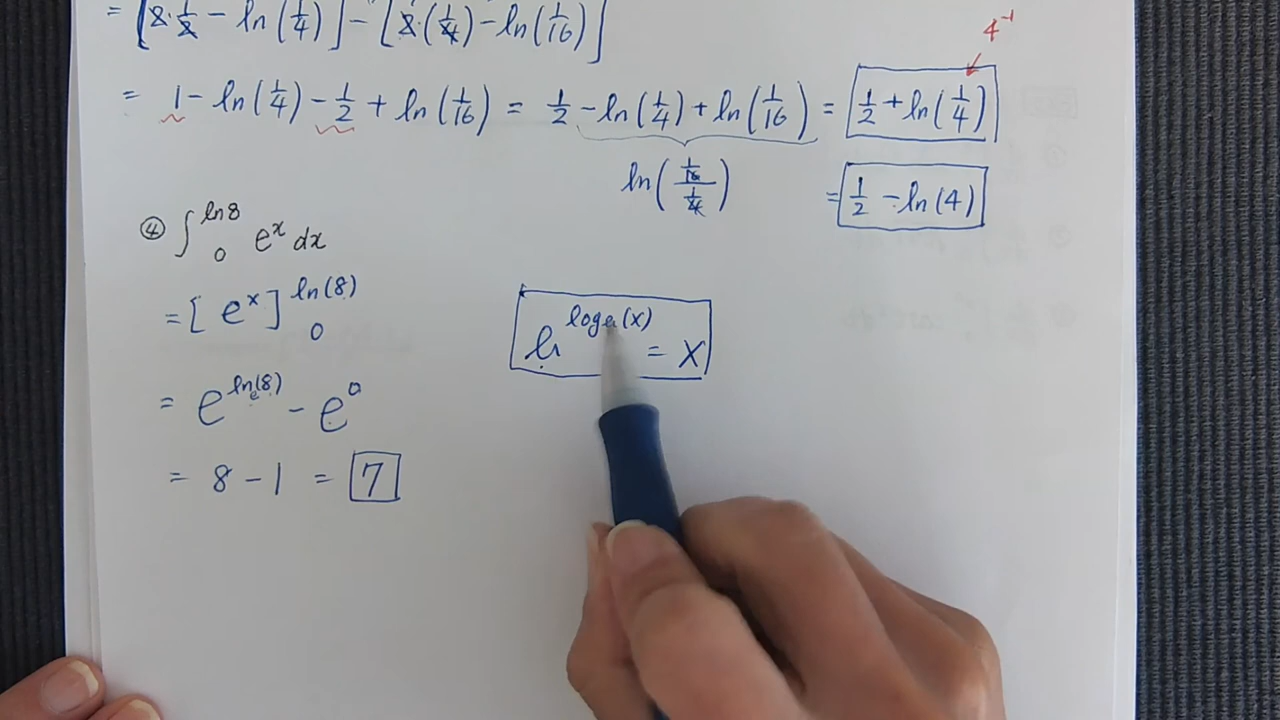 = [8·1/2 - ln(1/4)] - [8·(1/4) - ln(1/16)]
4⁻¹
= 1 - ln(1/4) - 1/2 + ln(1/16) = 1/2 - ln(1/4) + ln(1/16) = 1/2 + ln(1/4)
ln((1/16)/(1/4))
= 1/2 - ln(4)
④ ∫₀^ln8 eˣ dx
= [eˣ]₀^ln(8)
= e^lnₑ(8) - e⁰
= 8 - 1 = 7